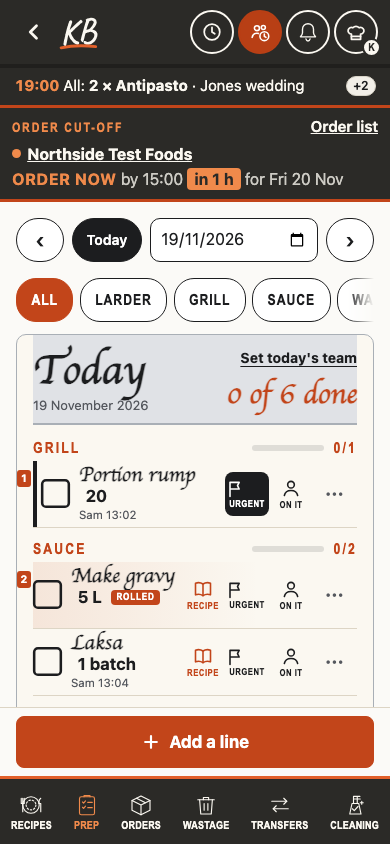 KB
K
19:00 All: 2 × Antipasto · Jones wedding +2
ORDER CUT-OFF Order list
Northside Test Foods
ORDER NOW by 15:00 in 1 h for Fri 20 Nov
‹ Today 19/11/2026 ›
ALL LARDER GRILL SAUCE WA
Today Set today's team
19 November 2026 0 of 6 done
GRILL 0/1
1 Portion rump
20 URGENT ON IT ...
Sam 13:02
SAUCE 0/2
2 Make gravy
5 L ROLLED RECIPE URGENT ON IT ...
Laksa
1 batch RECIPE URGENT ON IT ...
Sam 13:04
+ Add a line
RECIPES PREP ORDERS WASTAGE TRANSFERS CLEANING